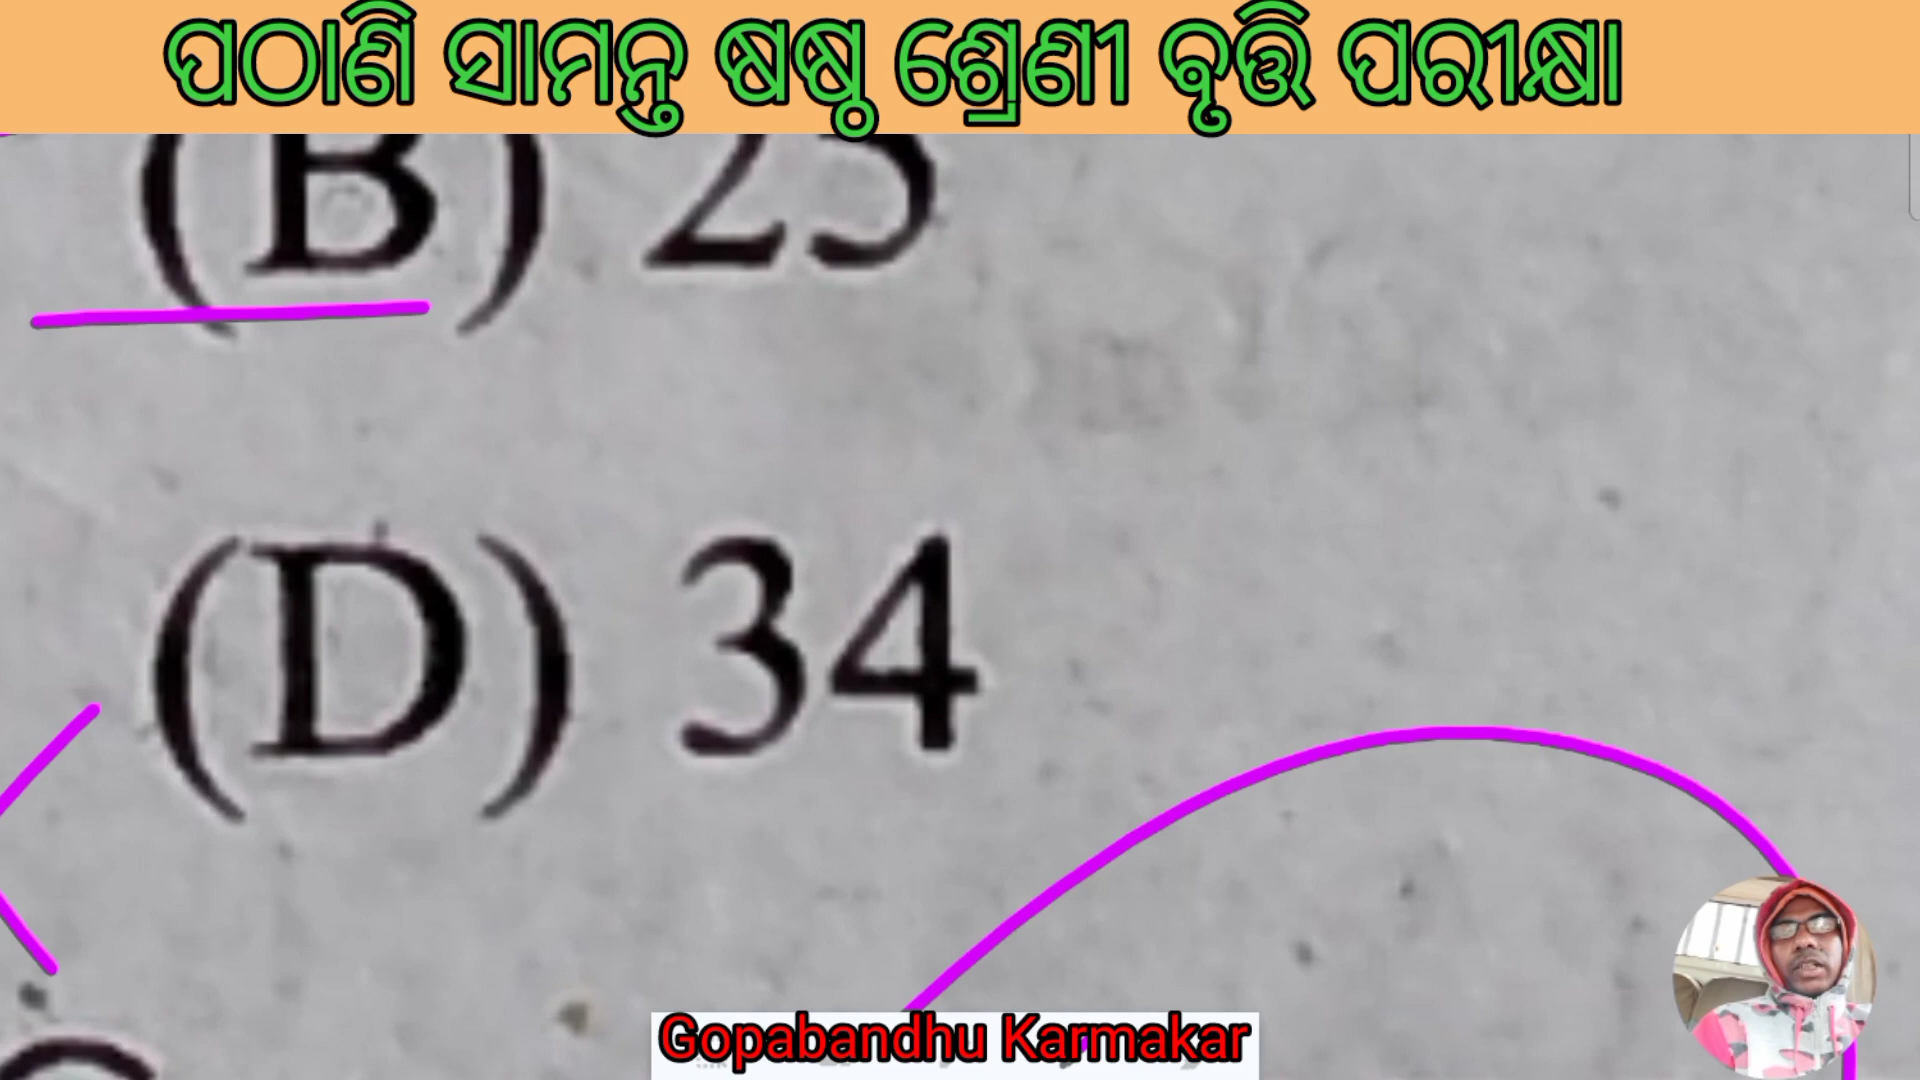 ପଠାଣି ସାମନ୍ତ ଷଷ୍ଠ ଶ୍ରେଣୀ ବୃତ୍ତି ପରୀକ୍ଷା
(B) 25
(D) 34
Gopabandhu Karmakar